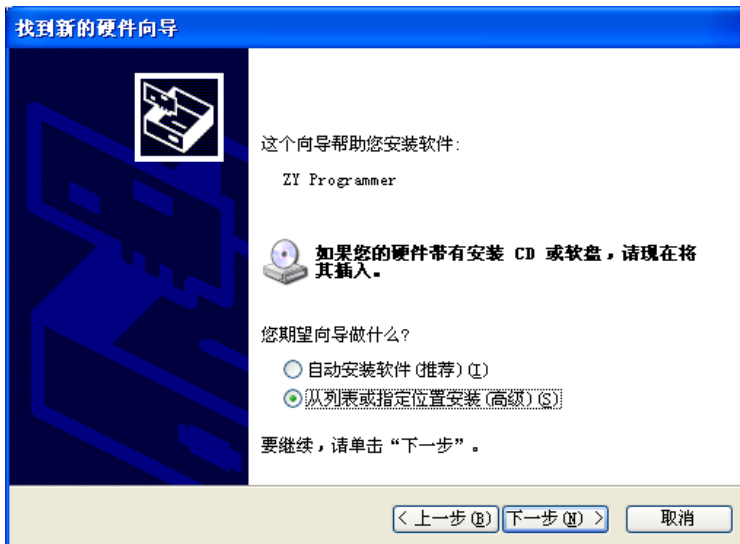 找到新的硬件向导
这个向导帮助您安装软件:
ZY Programmer
如果您的硬件带有安装 CD 或软盘，请现在将
其插入。
您期望向导做什么?
自动安装软件(推荐)(I)
从列表或指定位置安装(高级)(S)
要继续，请单击“下一步”。
< 上一步(B) 下一步(N) > 取消